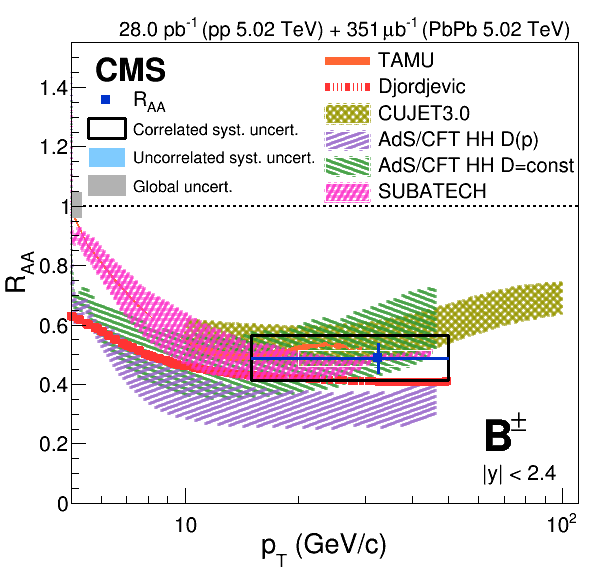 28.0 pb⁻¹ (pp 5.02 TeV) + 351 μb⁻¹ (PbPb 5.02 TeV)
CMS
R_AA
Correlated syst. uncert.
Uncorrelated syst. uncert.
Global uncert.
TAMU
Djordjevic
CUJET3.0
AdS/CFT HH D(p)
AdS/CFT HH D=const
SUBATECH
R_AA
1.4
1.2
1
0.8
0.6
0.4
0.2
0
B±
|y| < 2.4
10
10²
p_T (GeV/c)